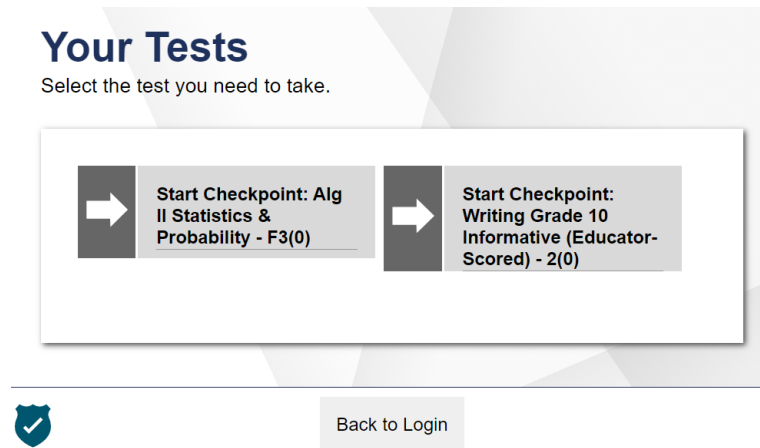 Your Tests
Select the test you need to take.
Start Checkpoint: Alg
II Statistics &
Probability - F3(0)
Start Checkpoint:
Writing Grade 10
Informative (Educator-
Scored) - 2(0)
Back to Login